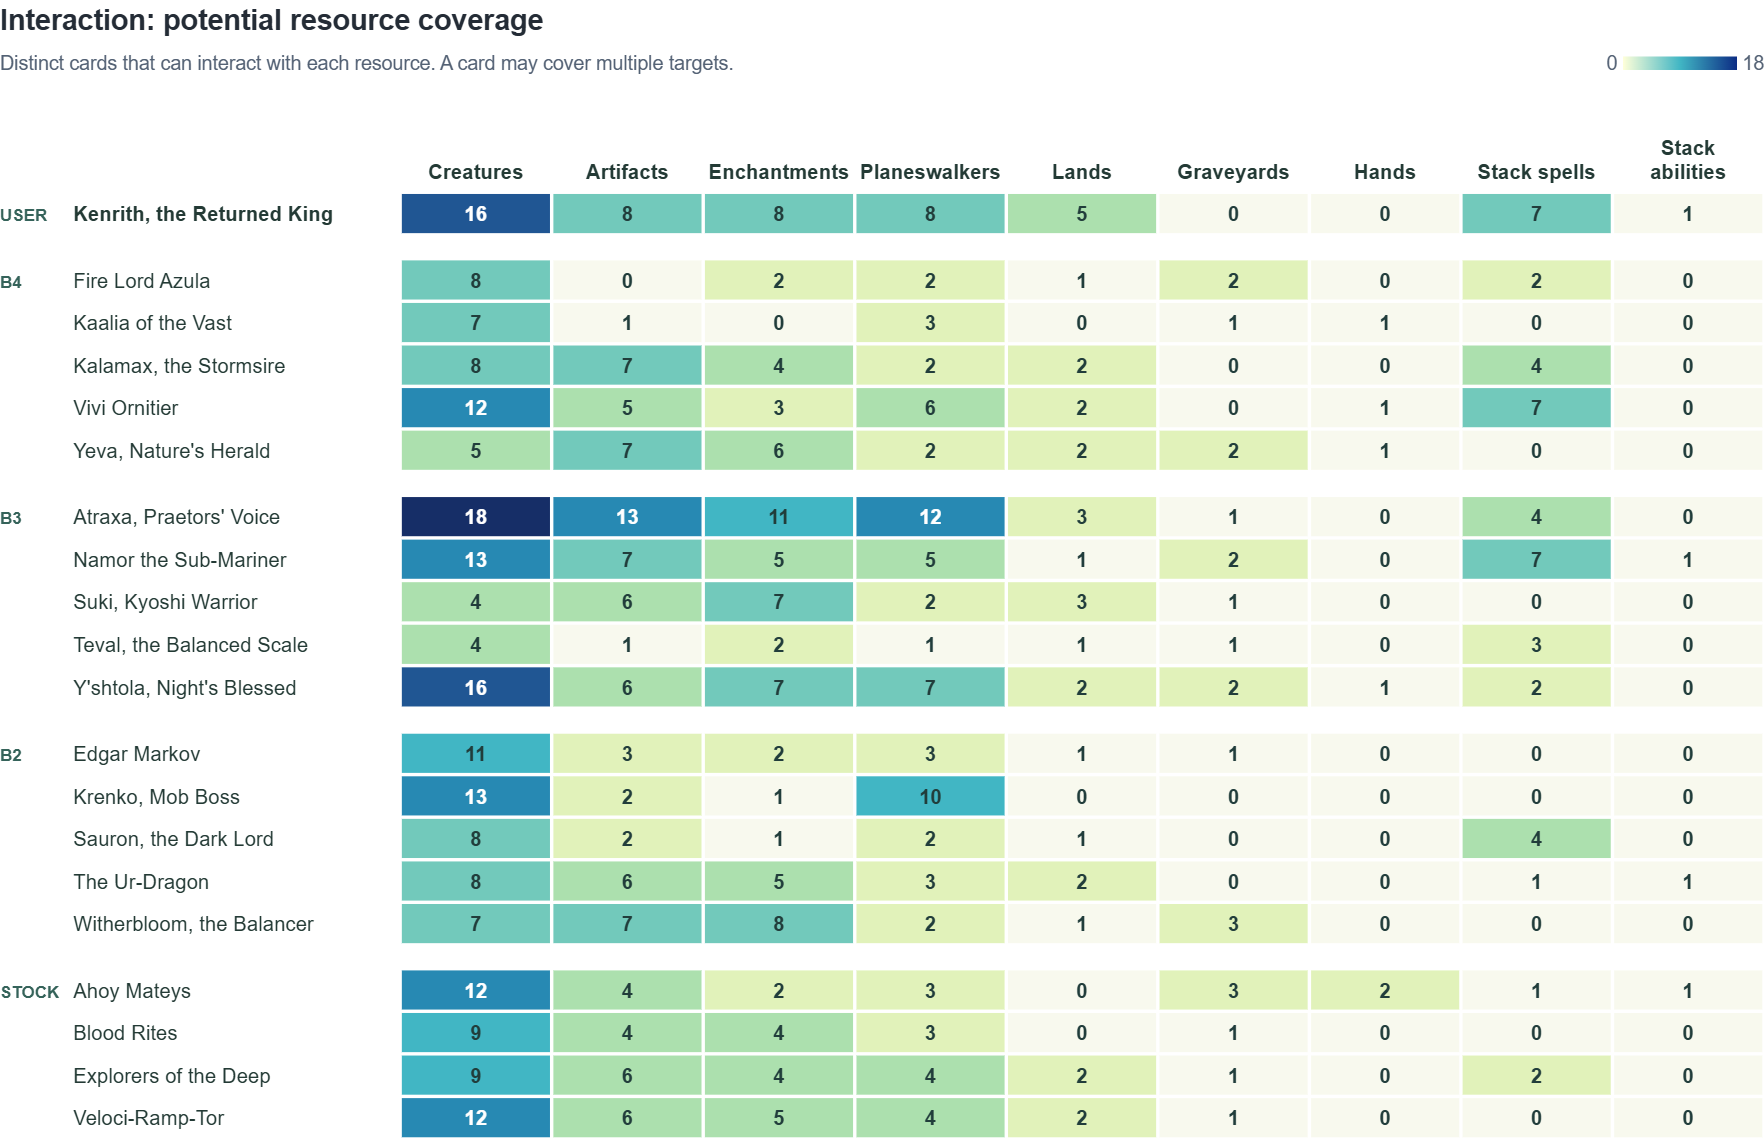 Interaction: potential resource coverage
Distinct cards that can interact with each resource. A card may cover multiple targets.
0 18
Creatures Artifacts Enchantments Planeswalkers Lands Graveyards Hands Stack spells Stack abilities
USER Kenrith, the Returned King 16 8 8 8 5 0 0 7 1
B4 Fire Lord Azula 8 0 2 2 1 2 0 2 0
Kaalia of the Vast 7 1 0 3 0 1 1 0 0
Kalamax, the Stormsire 8 7 4 2 2 0 0 4 0
Vivi Ornitier 12 5 3 6 2 0 1 7 0
Yeva, Nature's Herald 5 7 6 2 2 2 1 0 0
B3 Atraxa, Praetors' Voice 18 13 11 12 3 1 0 4 0
Namor the Sub-Mariner 13 7 5 5 1 2 0 7 1
Suki, Kyoshi Warrior 4 6 7 2 3 1 0 0 0
Teval, the Balanced Scale 4 1 2 1 1 1 0 3 0
Y'shtola, Night's Blessed 16 6 7 7 2 2 1 2 0
B2 Edgar Markov 11 3 2 3 1 1 0 0 0
Krenko, Mob Boss 13 2 1 10 0 0 0 0 0
Sauron, the Dark Lord 8 2 1 2 1 0 0 4 0
The Ur-Dragon 8 6 5 3 2 0 0 1 1
Witherbloom, the Balancer 7 7 8 2 1 3 0 0 0
STOCK Ahoy Mateys 12 4 2 3 0 3 2 1 1
Blood Rites 9 4 4 3 0 1 0 0 0
Explorers of the Deep 9 6 4 4 2 1 0 2 0
Veloci-Ramp-Tor 12 6 5 4 2 1 0 0 0